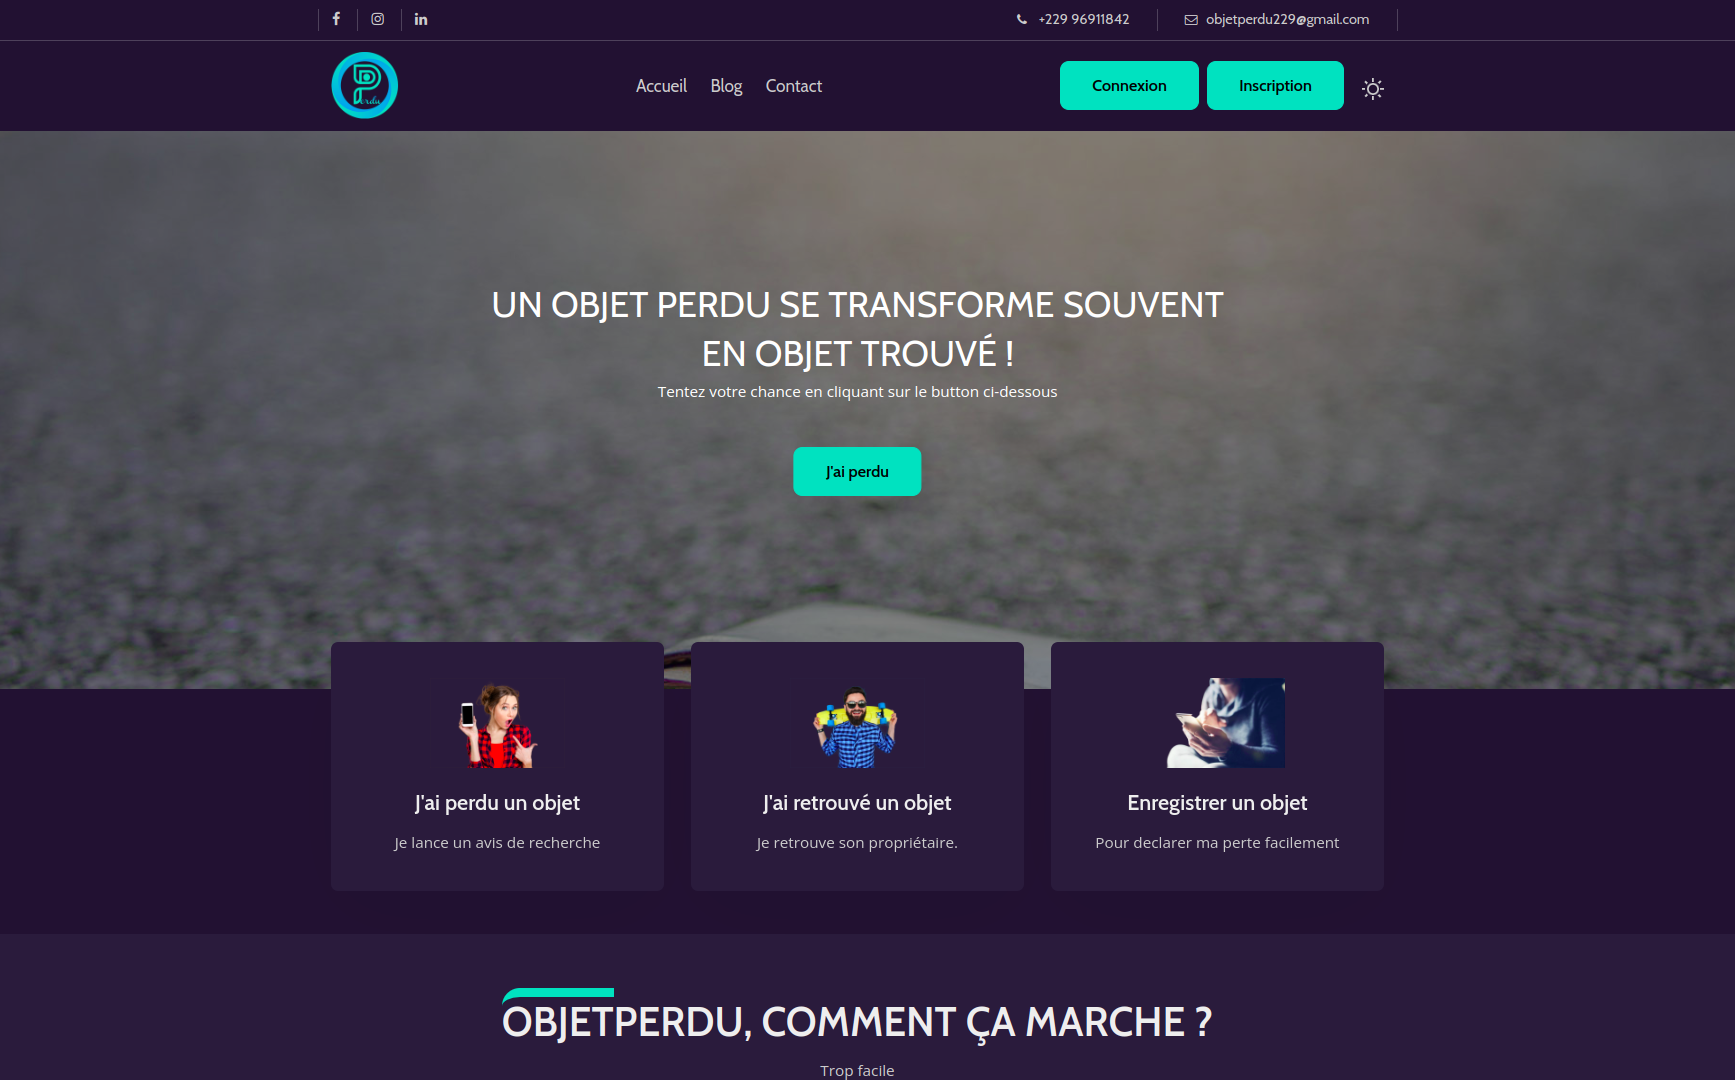 +229 96911842
objetperdu229@gmail.com
P
erdu
Accueil
Blog
Contact
Connexion
Inscription
UN OBJET PERDU SE TRANSFORME SOUVENT
EN OBJET TROUVÉ !
Tentez votre chance en cliquant sur le button ci-dessous
J'ai perdu
J'ai perdu un objet
Je lance un avis de recherche
J'ai retrouvé un objet
Je retrouve son propriétaire.
Enregistrer un objet
Pour declarer ma perte facilement
OBJETPERDU, COMMENT ÇA MARCHE ?
Trop facile